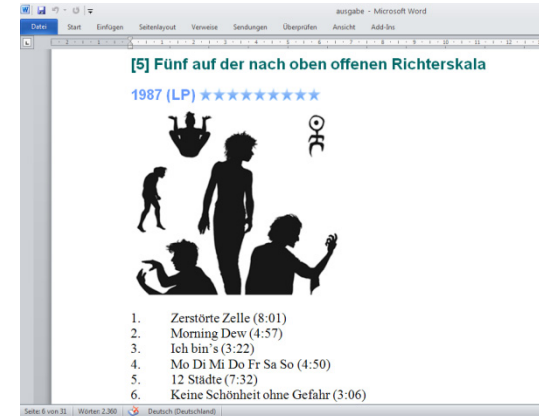 ausgabe - Microsoft Word
Datei Start Einfügen Seitenlayout Verweise Sendungen Überprüfen Ansicht Add-Ins
[5] Fünf auf der nach oben offenen Richterskala
1987 (LP) ★★★★★★★★★
1. Zerstörte Zelle (8:01)
2. Morning Dew (4:57)
3. Ich bin's (3:22)
4. Mo Di Mi Do Fr Sa So (4:50)
5. 12 Städte (7:32)
6. Keine Schönheit ohne Gefahr (3:06)
Seite: 6 von 31 Wörter: 2.360 Deutsch (Deutschland)